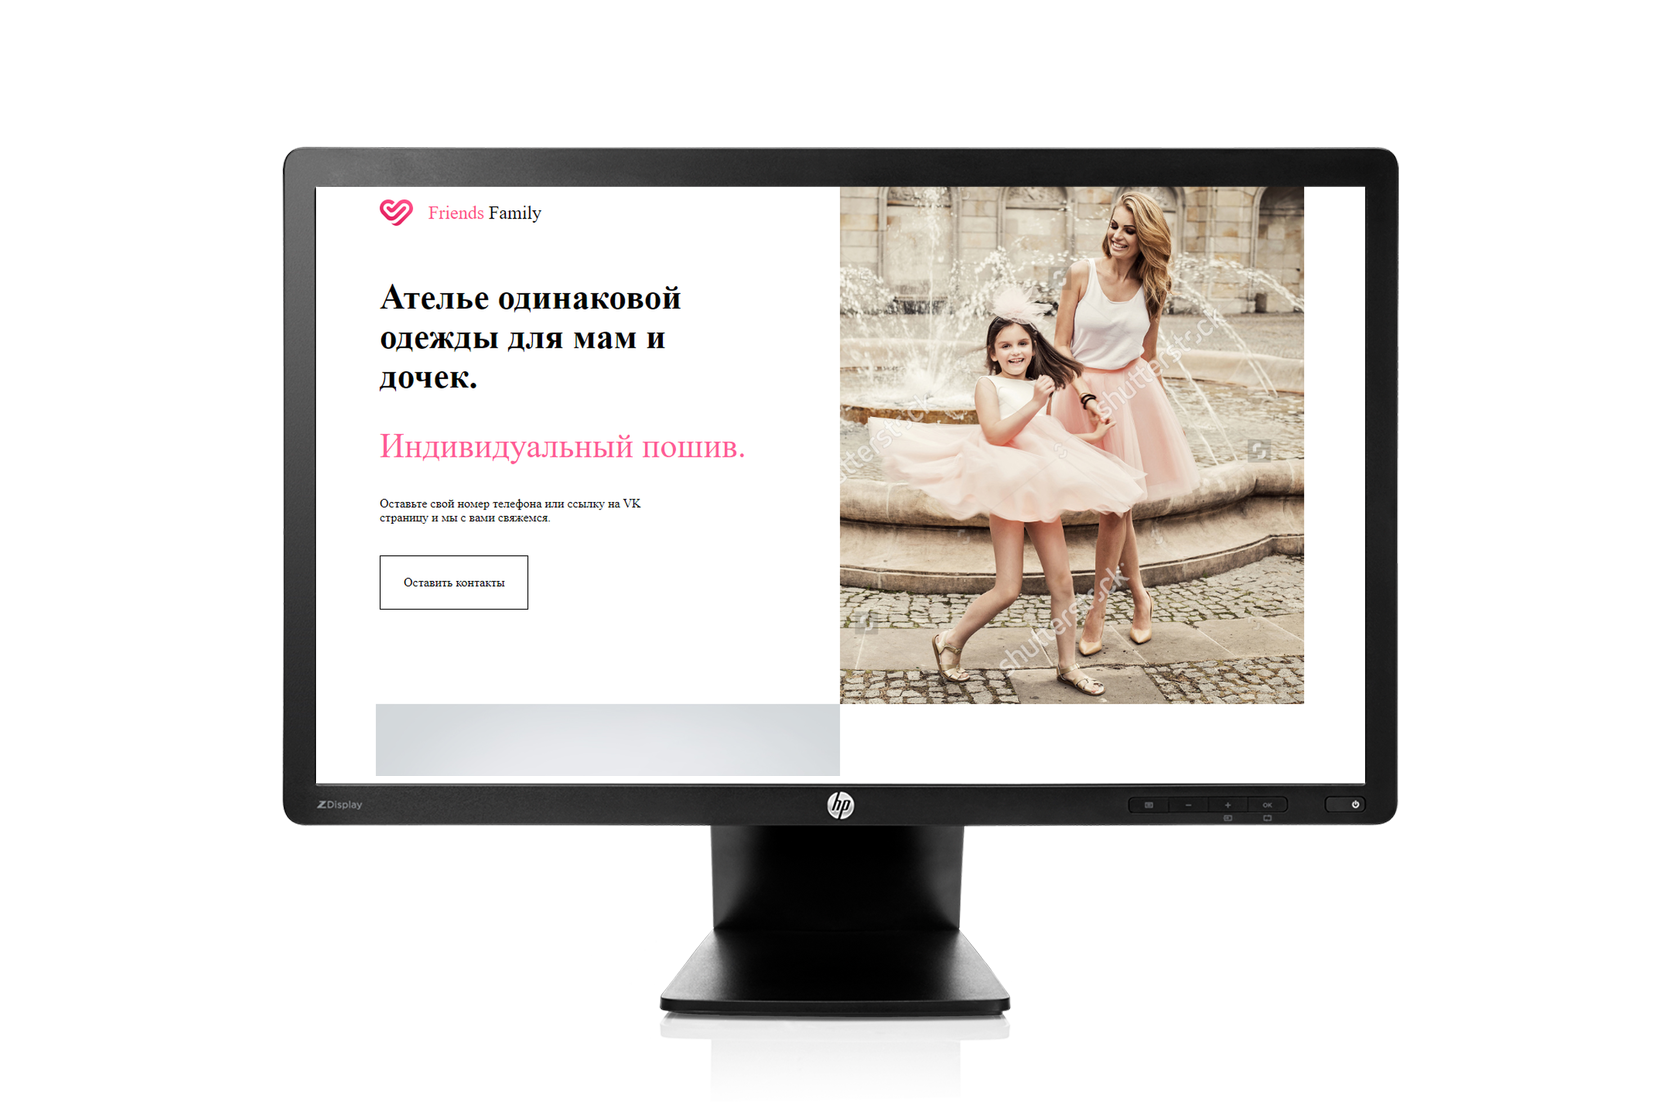 Friends Family
Ателье одинаковой
одежды для мам и
дочек.
Индивидуальный пошив.
Оставьте свой номер телефона или ссылку на VK
страницу и мы с вами свяжемся.
Оставить контакты
shutterstock
shutterstock
shutterstock
ZDisplay
hp
OK